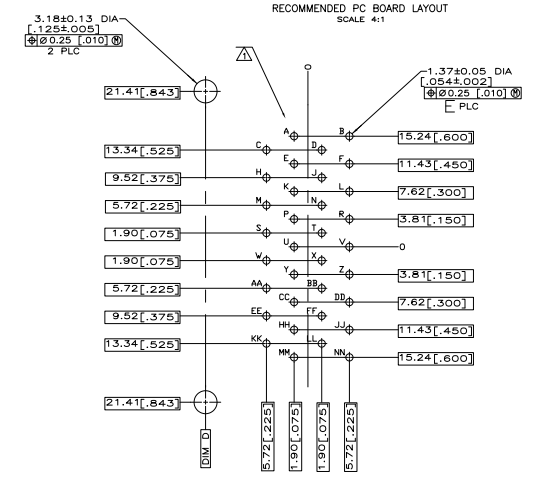 RECOMMENDED PC BOARD LAYOUT
SCALE 4:1
3.18±0.13 DIA
[.125±.005]
⌖ Ø0.25 [.010] Ⓜ
2 PLC
1
0
1.37±0.05 DIA
[.054±.002]
⌖ Ø0.25 [.010] Ⓜ
E PLC
21.41[.843]
A B 15.24[.600]
13.34[.525] C D
E F 11.43[.450]
9.52[.375] H J
K L 7.62[.300]
5.72[.225] M N
P R 3.81[.150]
1.90[.075] S T
U V 0
1.90[.075] W X
Y Z 3.81[.150]
5.72[.225] AA BB
CC DD 7.62[.300]
9.52[.375] EE FF
HH JJ 11.43[.450]
13.34[.525] KK LL
MM NN 15.24[.600]
21.41[.843]
DIM D
5.72[.225]
1.90[.075]
1.90[.075]
5.72[.225]